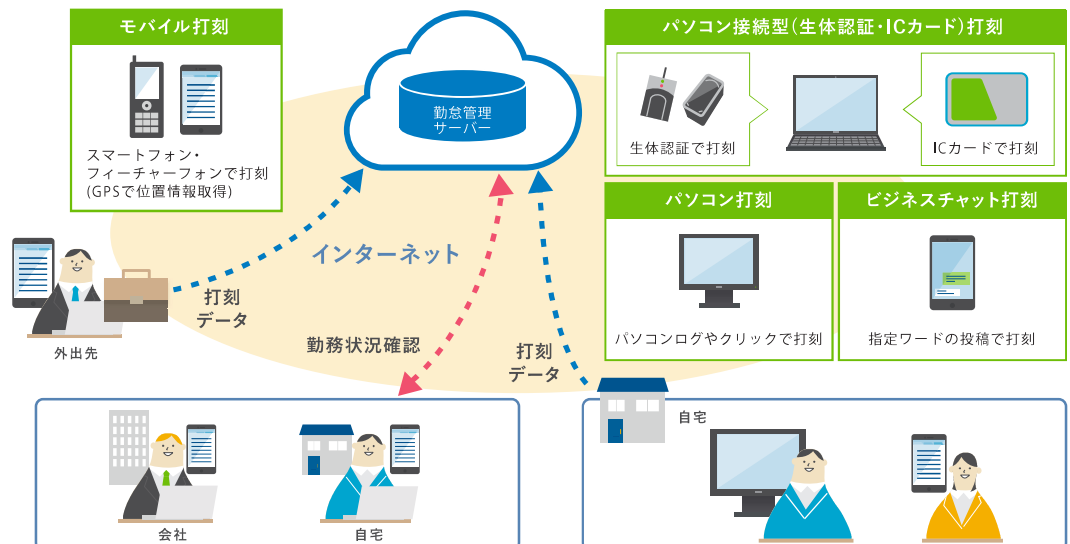 モバイル打刻
スマートフォン・
フィーチャーフォンで打刻
(GPSで位置情報取得)
勤怠管理
サーバー
パソコン接続型(生体認証・ICカード)打刻
生体認証で打刻
ICカードで打刻
パソコン打刻
パソコンログやクリックで打刻
ビジネスチャット打刻
指定ワードの投稿で打刻
インターネット
打刻
データ
外出先
勤務状況確認
打刻
データ
自宅
会社
自宅